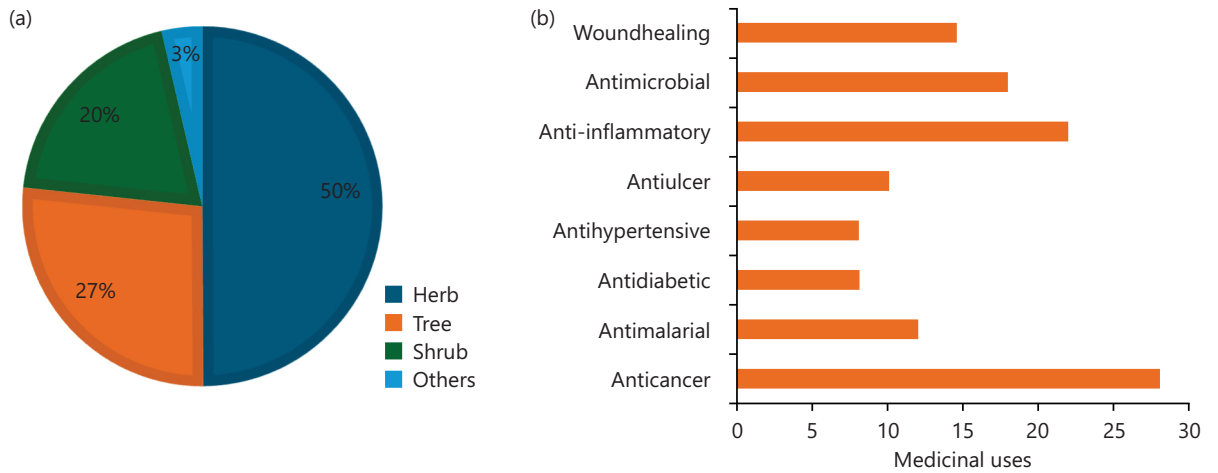 (a)
3%
20%
50%
27%
Herb
Tree
Shrub
Others
(b)
Woundhealing
Antimicrobial
Anti-inflammatory
Antiulcer
Antihypertensive
Antidiabetic
Antimalarial
Anticancer
0 5 10 15 20 25 30
Medicinal uses